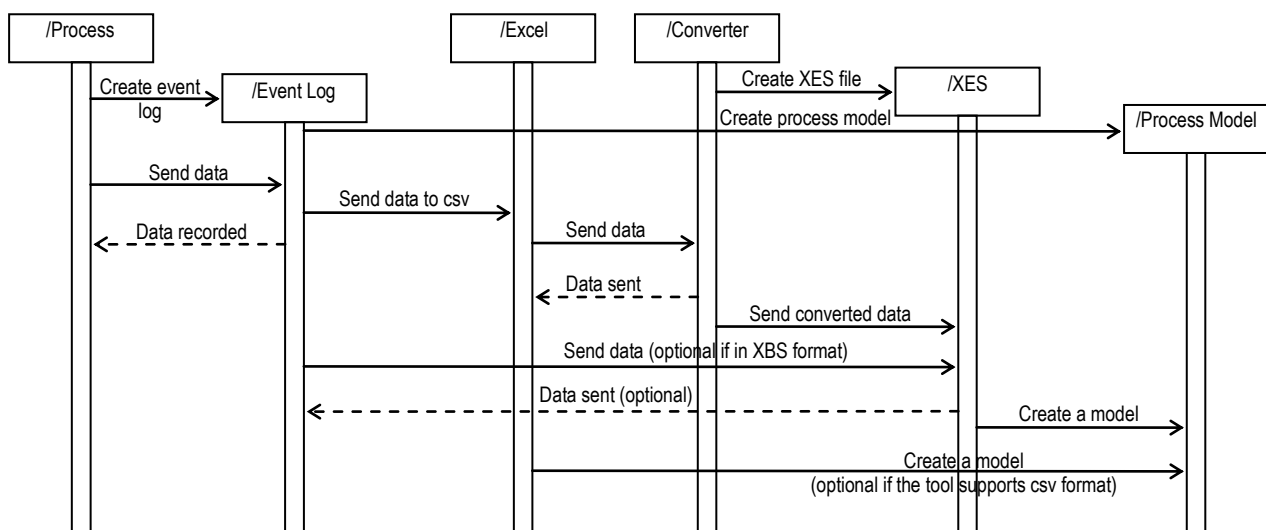 /Process
/Excel
/Converter
Create event
log
/Event Log
Create XES file
/XES
Create process model
/Process Model
Send data
Send data to csv
Data recorded
Send data
Data sent
Send converted data
Send data (optional if in XBS format)
Data sent (optional)
Create a model
Create a model
(optional if the tool supports csv format)